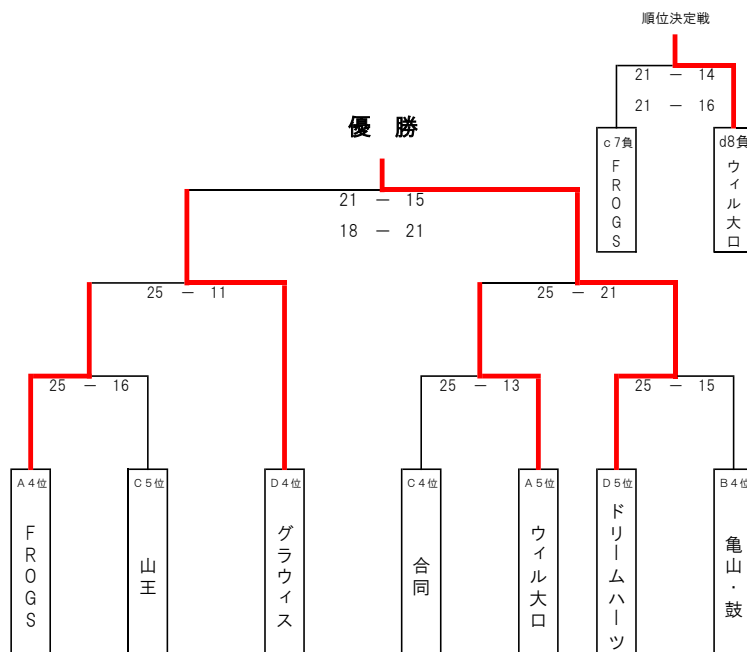 順位決定戦
21 － 14
21 － 16
c7負
d8負
FROGS
ウィル大口
優 勝
21 － 15
18 － 21
25 － 11
25 － 21
25 － 16
25 － 13
25 － 15
A4位
C5位
D4位
C4位
A5位
D5位
B4位
FROGS
山王
グラウィス
合同
ウィル大口
ドリームハーツ
亀山・鼓